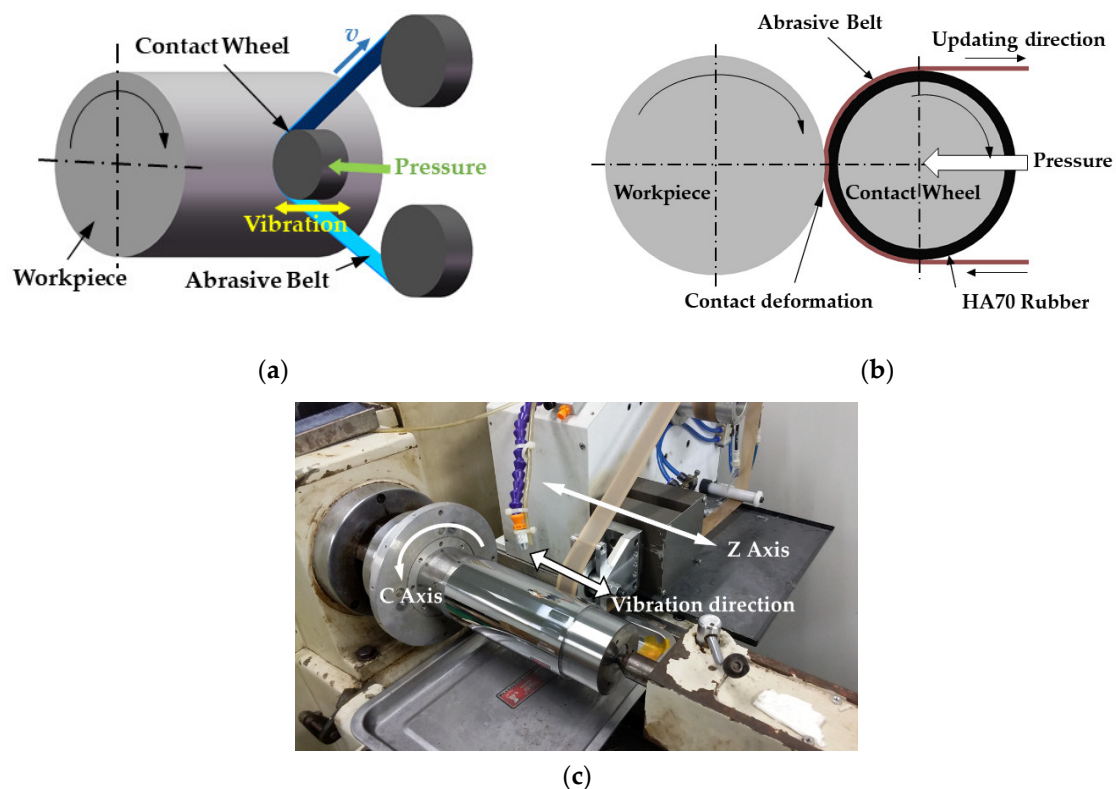 Contact Wheel
v
Pressure
Vibration
Workpiece
Abrasive Belt
(a)
Abrasive Belt
Updating direction
Pressure
Workpiece
Contact Wheel
Contact deformation
HA70 Rubber
(b)
Z Axis
C Axis
Vibration direction
(c)